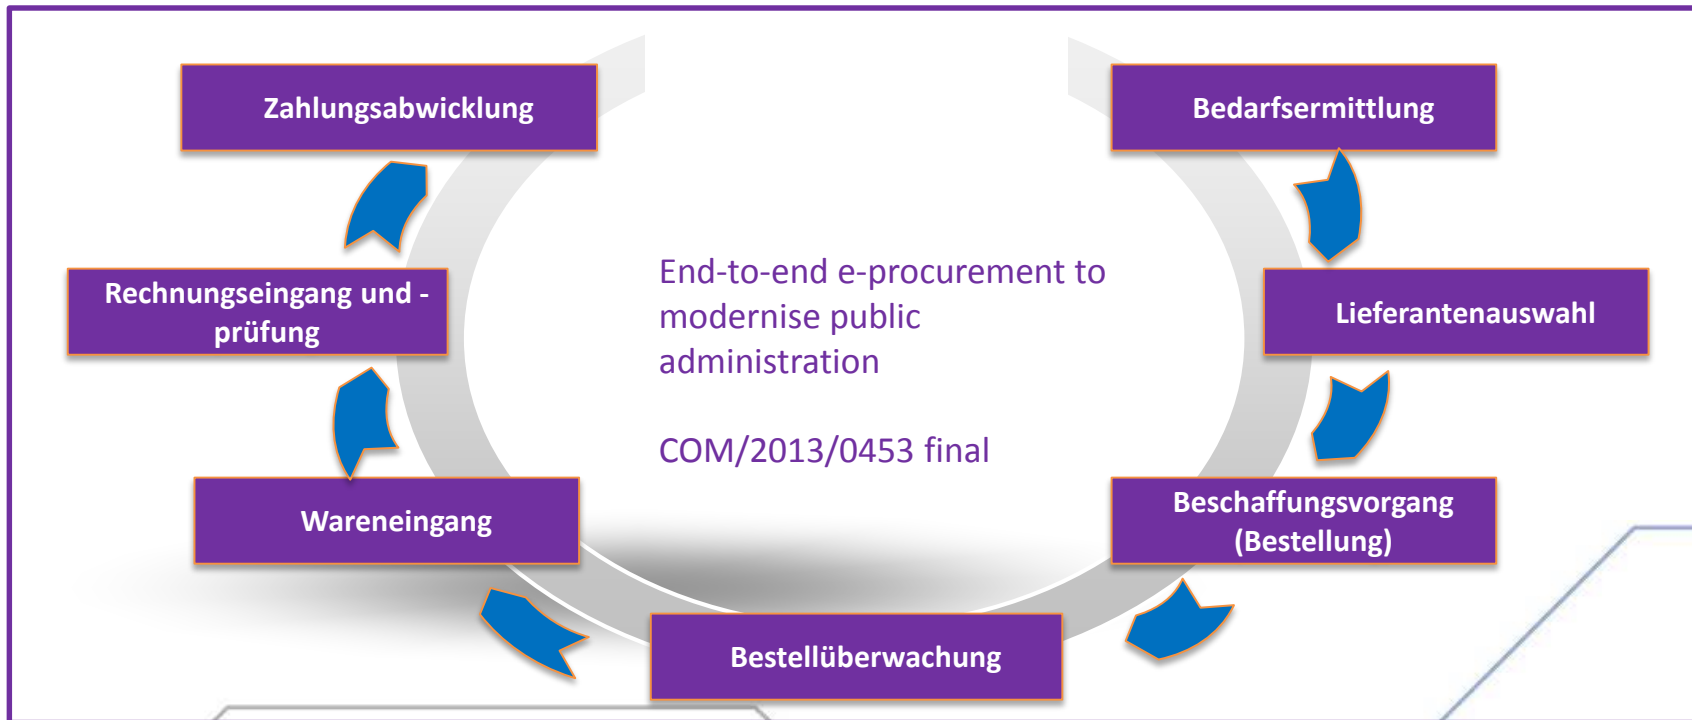 Zahlungsabwicklung
Bedarfsermittlung
Rechnungseingang und -
prüfung
End-to-end e-procurement to
modernise public
administration
COM/2013/0453 final
Lieferantenauswahl
Wareneingang
Beschaffungsvorgang
(Bestellung)
Bestellüberwachung